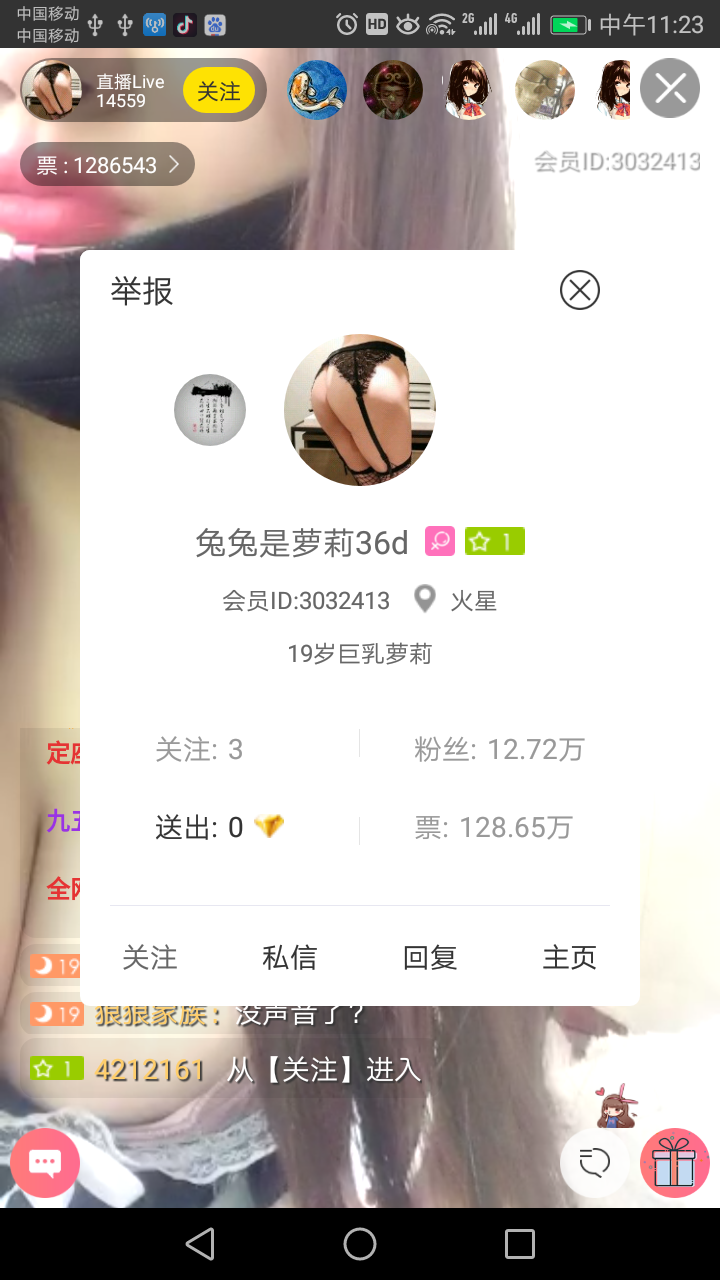 中国移动
中国移动
HD
2G
4G
中午11:23
直播Live
14559
关注
票 : 1286543
会员ID:3032413
举报
兔兔是萝莉36d
1
会员ID:3032413
火星
19岁巨乳萝莉
关注: 3
粉丝: 12.72万
送出: 0
票: 128.65万
定
九五
全网
关注
私信
回复
主页
19
19 狼狼家族： 没声音了？
1 4212161 从【关注】进入